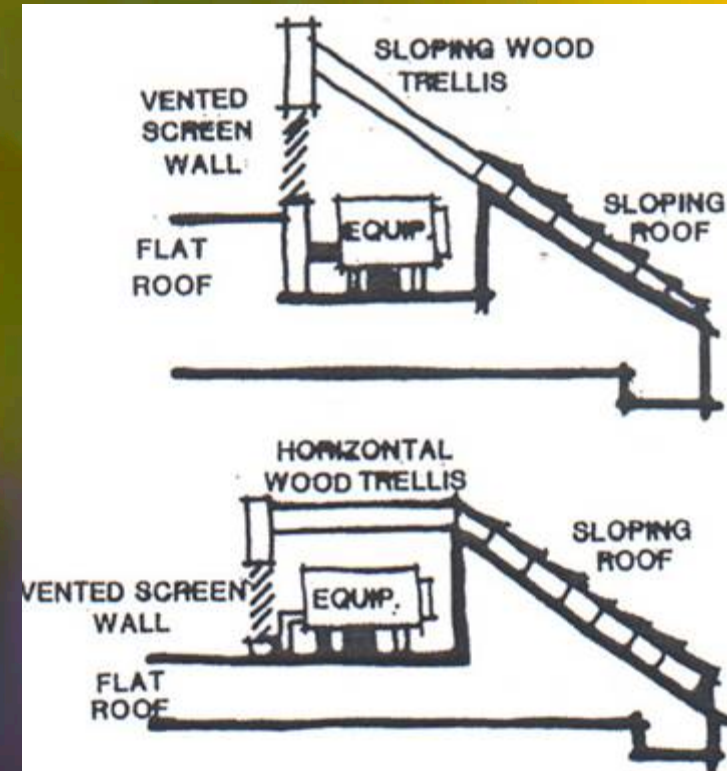 SLOPING WOOD
TRELLIS
VENTED
SCREEN
WALL
SLOPING
ROOF
EQUIP.
FLAT
ROOF
HORIZONTAL
WOOD TRELLIS
SLOPING
ROOF
VENTED SCREEN
WALL
EQUIP.
FLAT
ROOF